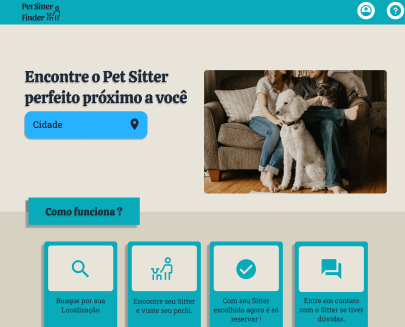 Pet Sitter
Finder
?
Encontre o Pet Sitter
perfeito próximo a você
Cidade
Como funciona ?
Busque por sua
Localização
Encontre seu Sitter
e visite seu perfil.
Com seu Sitter
escolhido agora é só
reservar !
Entre em contato
com o Sitter se tiver
dúvidas.